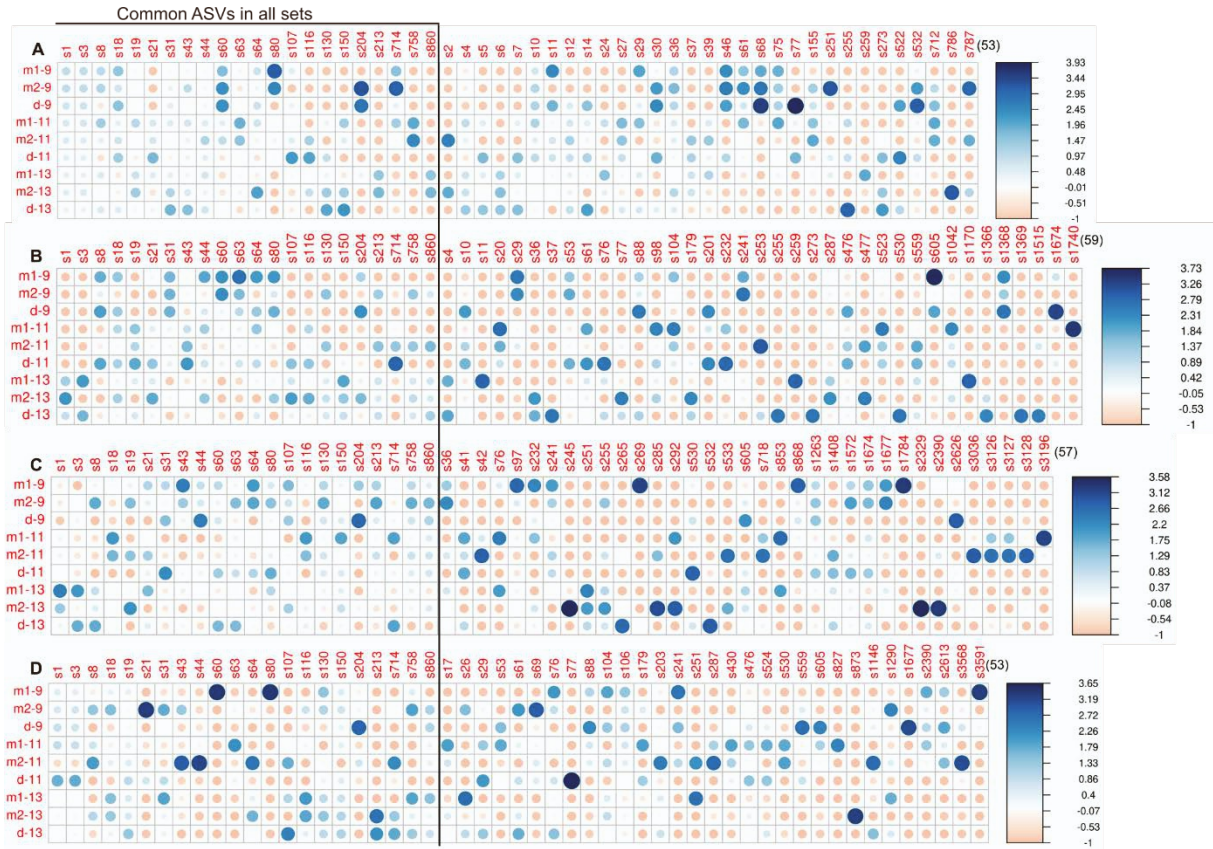 Common ASVs in all sets
A
s1 s3 s8 s18 s19 s21 s31 s43 s44 s60 s63 s64 s80 s107 s116 s130 s150 s204 s213 s714 s758 s860 s2 s4 s5 s6 s7 s10 s11 s12 s14 s24 s27 s29 s30 s36 s37 s39 s46 s61 s68 s75 s77 s155 s251 s255 s259 s273 s522 s532 s712 s786 s787 (53)
m1-9
m2-9
d-9
m1-11
m2-11
d-11
m1-13
m2-13
d-13
3.93
3.44
2.95
2.45
1.96
1.47
0.97
0.48
-0.01
-0.51
-1
B
s1 s3 s8 s18 s19 s21 s31 s43 s44 s60 s63 s64 s80 s107 s116 s130 s150 s204 s213 s714 s758 s860 s4 s10 s11 s20 s29 s36 s37 s53 s61 s76 s77 s88 s98 s104 s179 s201 s232 s241 s253 s255 s259 s273 s287 s476 s477 s523 s530 s559 s605 s1042 s1170 s1366 s1368 s1369 s1515 s1674 s1740 (59)
m1-9
m2-9
d-9
m1-11
m2-11
d-11
m1-13
m2-13
d-13
3.73
3.26
2.79
2.31
1.84
1.37
0.89
0.42
-0.05
-0.53
-1
C
s1 s3 s8 s18 s19 s21 s31 s43 s44 s60 s63 s64 s80 s107 s116 s130 s150 s204 s213 s714 s758 s860 s36 s41 s42 s76 s97 s232 s241 s245 s251 s255 s265 s269 s285 s292 s530 s532 s533 s605 s718 s853 s868 s1263 s1408 s1572 s1674 s1677 s1784 s2329 s2390 s2626 s3036 s3126 s3127 s3128 s3196 (57)
m1-9
m2-9
d-9
m1-11
m2-11
d-11
m1-13
m2-13
d-13
3.58
3.12
2.66
2.2
1.75
1.29
0.83
0.37
-0.08
-0.54
-1
D
s1 s3 s8 s18 s19 s21 s31 s43 s44 s60 s63 s64 s80 s107 s116 s130 s150 s204 s213 s714 s758 s860 s17 s26 s29 s53 s61 s69 s76 s77 s88 s104 s106 s179 s203 s241 s251 s287 s430 s476 s524 s530 s559 s605 s827 s873 s1146 s1290 s1677 s2390 s2613 s3568 s3591 (53)
m1-9
m2-9
d-9
m1-11
m2-11
d-11
m1-13
m2-13
d-13
3.65
3.19
2.72
2.26
1.79
1.33
0.86
0.4
-0.07
-0.53
-1